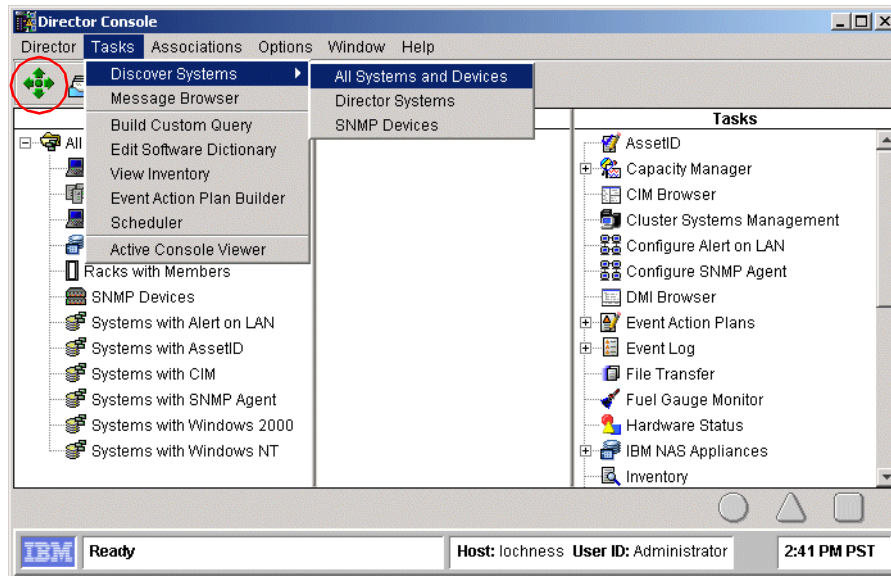 Director Console
Director Tasks Associations Options Window Help
Discover Systems
Message Browser
Build Custom Query
Edit Software Dictionary
View Inventory
Event Action Plan Builder
Scheduler
Active Console Viewer
All Systems and Devices
Director Systems
SNMP Devices
All
Racks with Members
SNMP Devices
Systems with Alert on LAN
Systems with AssetID
Systems with CIM
Systems with SNMP Agent
Systems with Windows 2000
Systems with Windows NT
Tasks
AssetID
Capacity Manager
CIM Browser
Cluster Systems Management
Configure Alert on LAN
Configure SNMP Agent
DMI Browser
Event Action Plans
Event Log
File Transfer
Fuel Gauge Monitor
Hardware Status
IBM NAS Appliances
Inventory
IBM Ready Host: lochness User ID: Administrator 2:41 PM PST